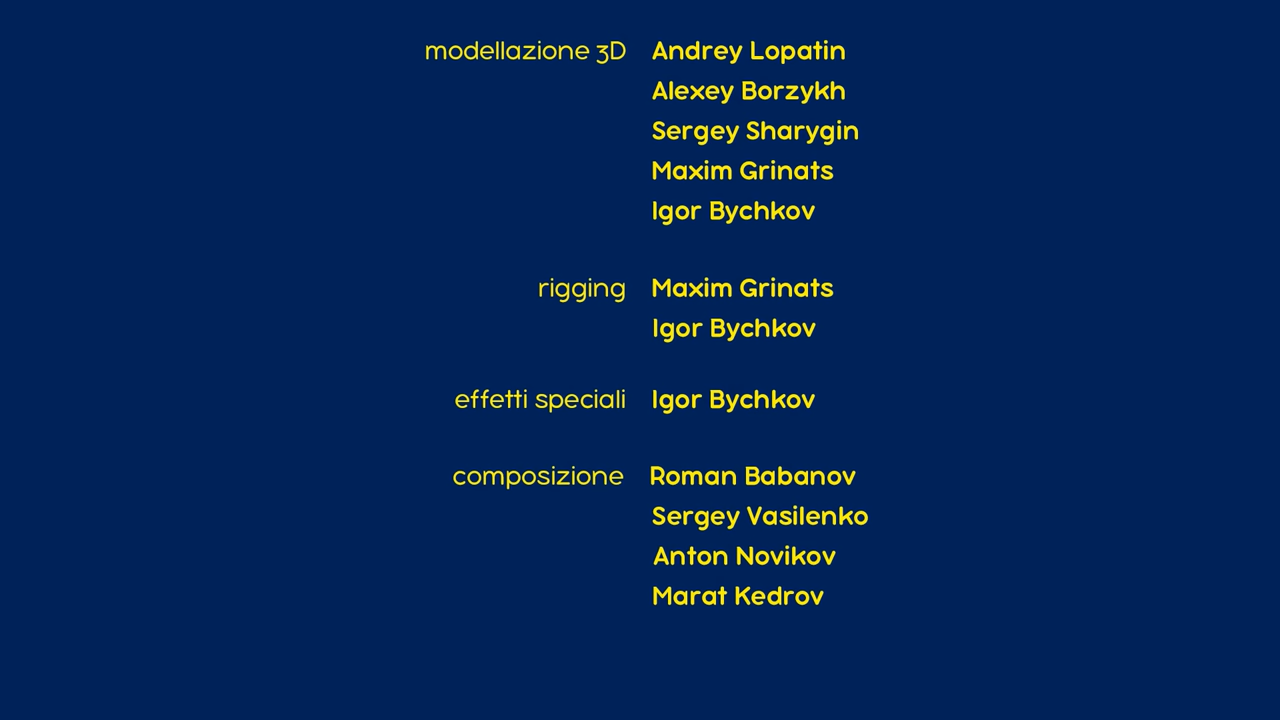 modellazione 3D Andrey Lopatin
Alexey Borzykh
Sergey Sharygin
Maxim Grinats
Igor Bychkov
rigging Maxim Grinats
Igor Bychkov
effetti speciali Igor Bychkov
composizione Roman Babanov
Sergey Vasilenko
Anton Novikov
Marat Kedrov